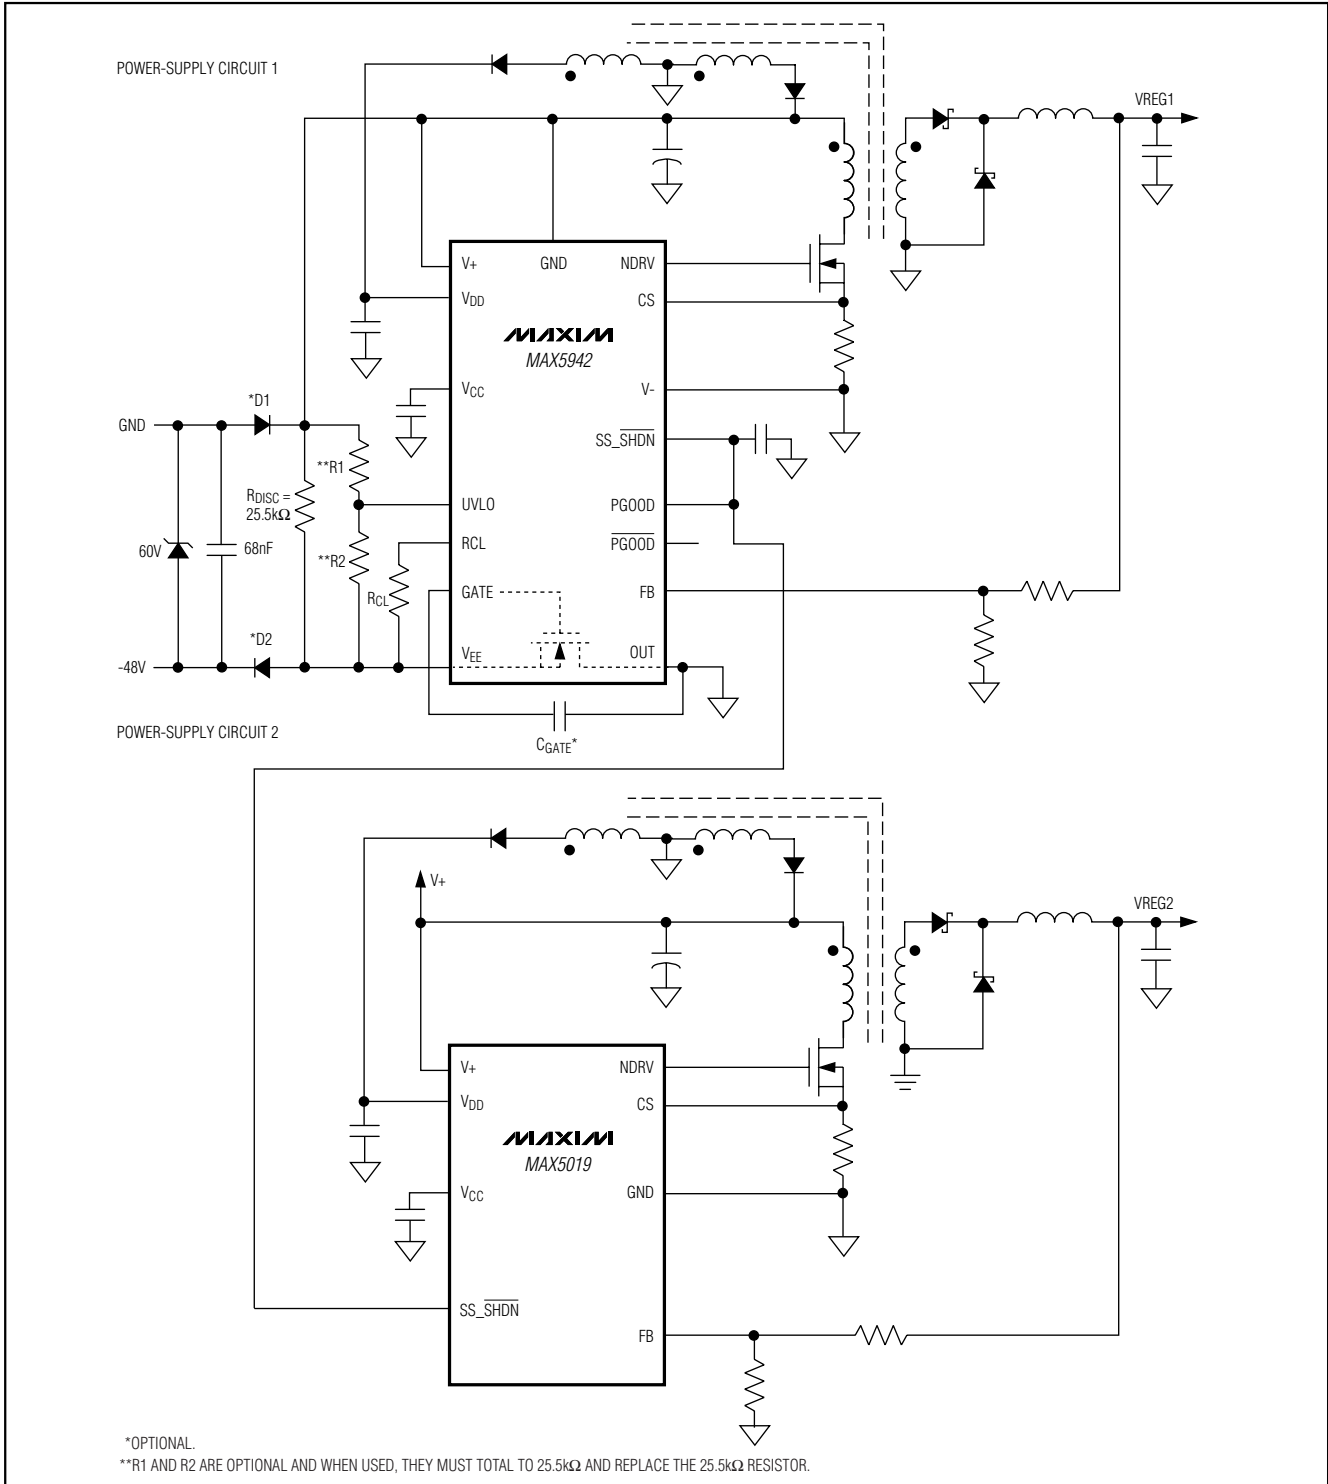 POWER-SUPPLY CIRCUIT 1
VREG1
V+
GND
NDRV
VDD
CS
MAXIM
MAX5942
VCC
V-
*D1
GND
SS_SHDN
**R1
RDISC =
25.5kΩ
UVLO
PGOOD
60V
68nF
**R2
RCL
PGOOD
RCL
GATE
FB
*D2
-48V
VEE
OUT
POWER-SUPPLY CIRCUIT 2
CGATE*
V+
VREG2
V+
NDRV
VDD
CS
MAXIM
MAX5019
VCC
GND
SS_SHDN
FB
*OPTIONAL.
**R1 AND R2 ARE OPTIONAL AND WHEN USED, THEY MUST TOTAL TO 25.5kΩ AND REPLACE THE 25.5kΩ RESISTOR.